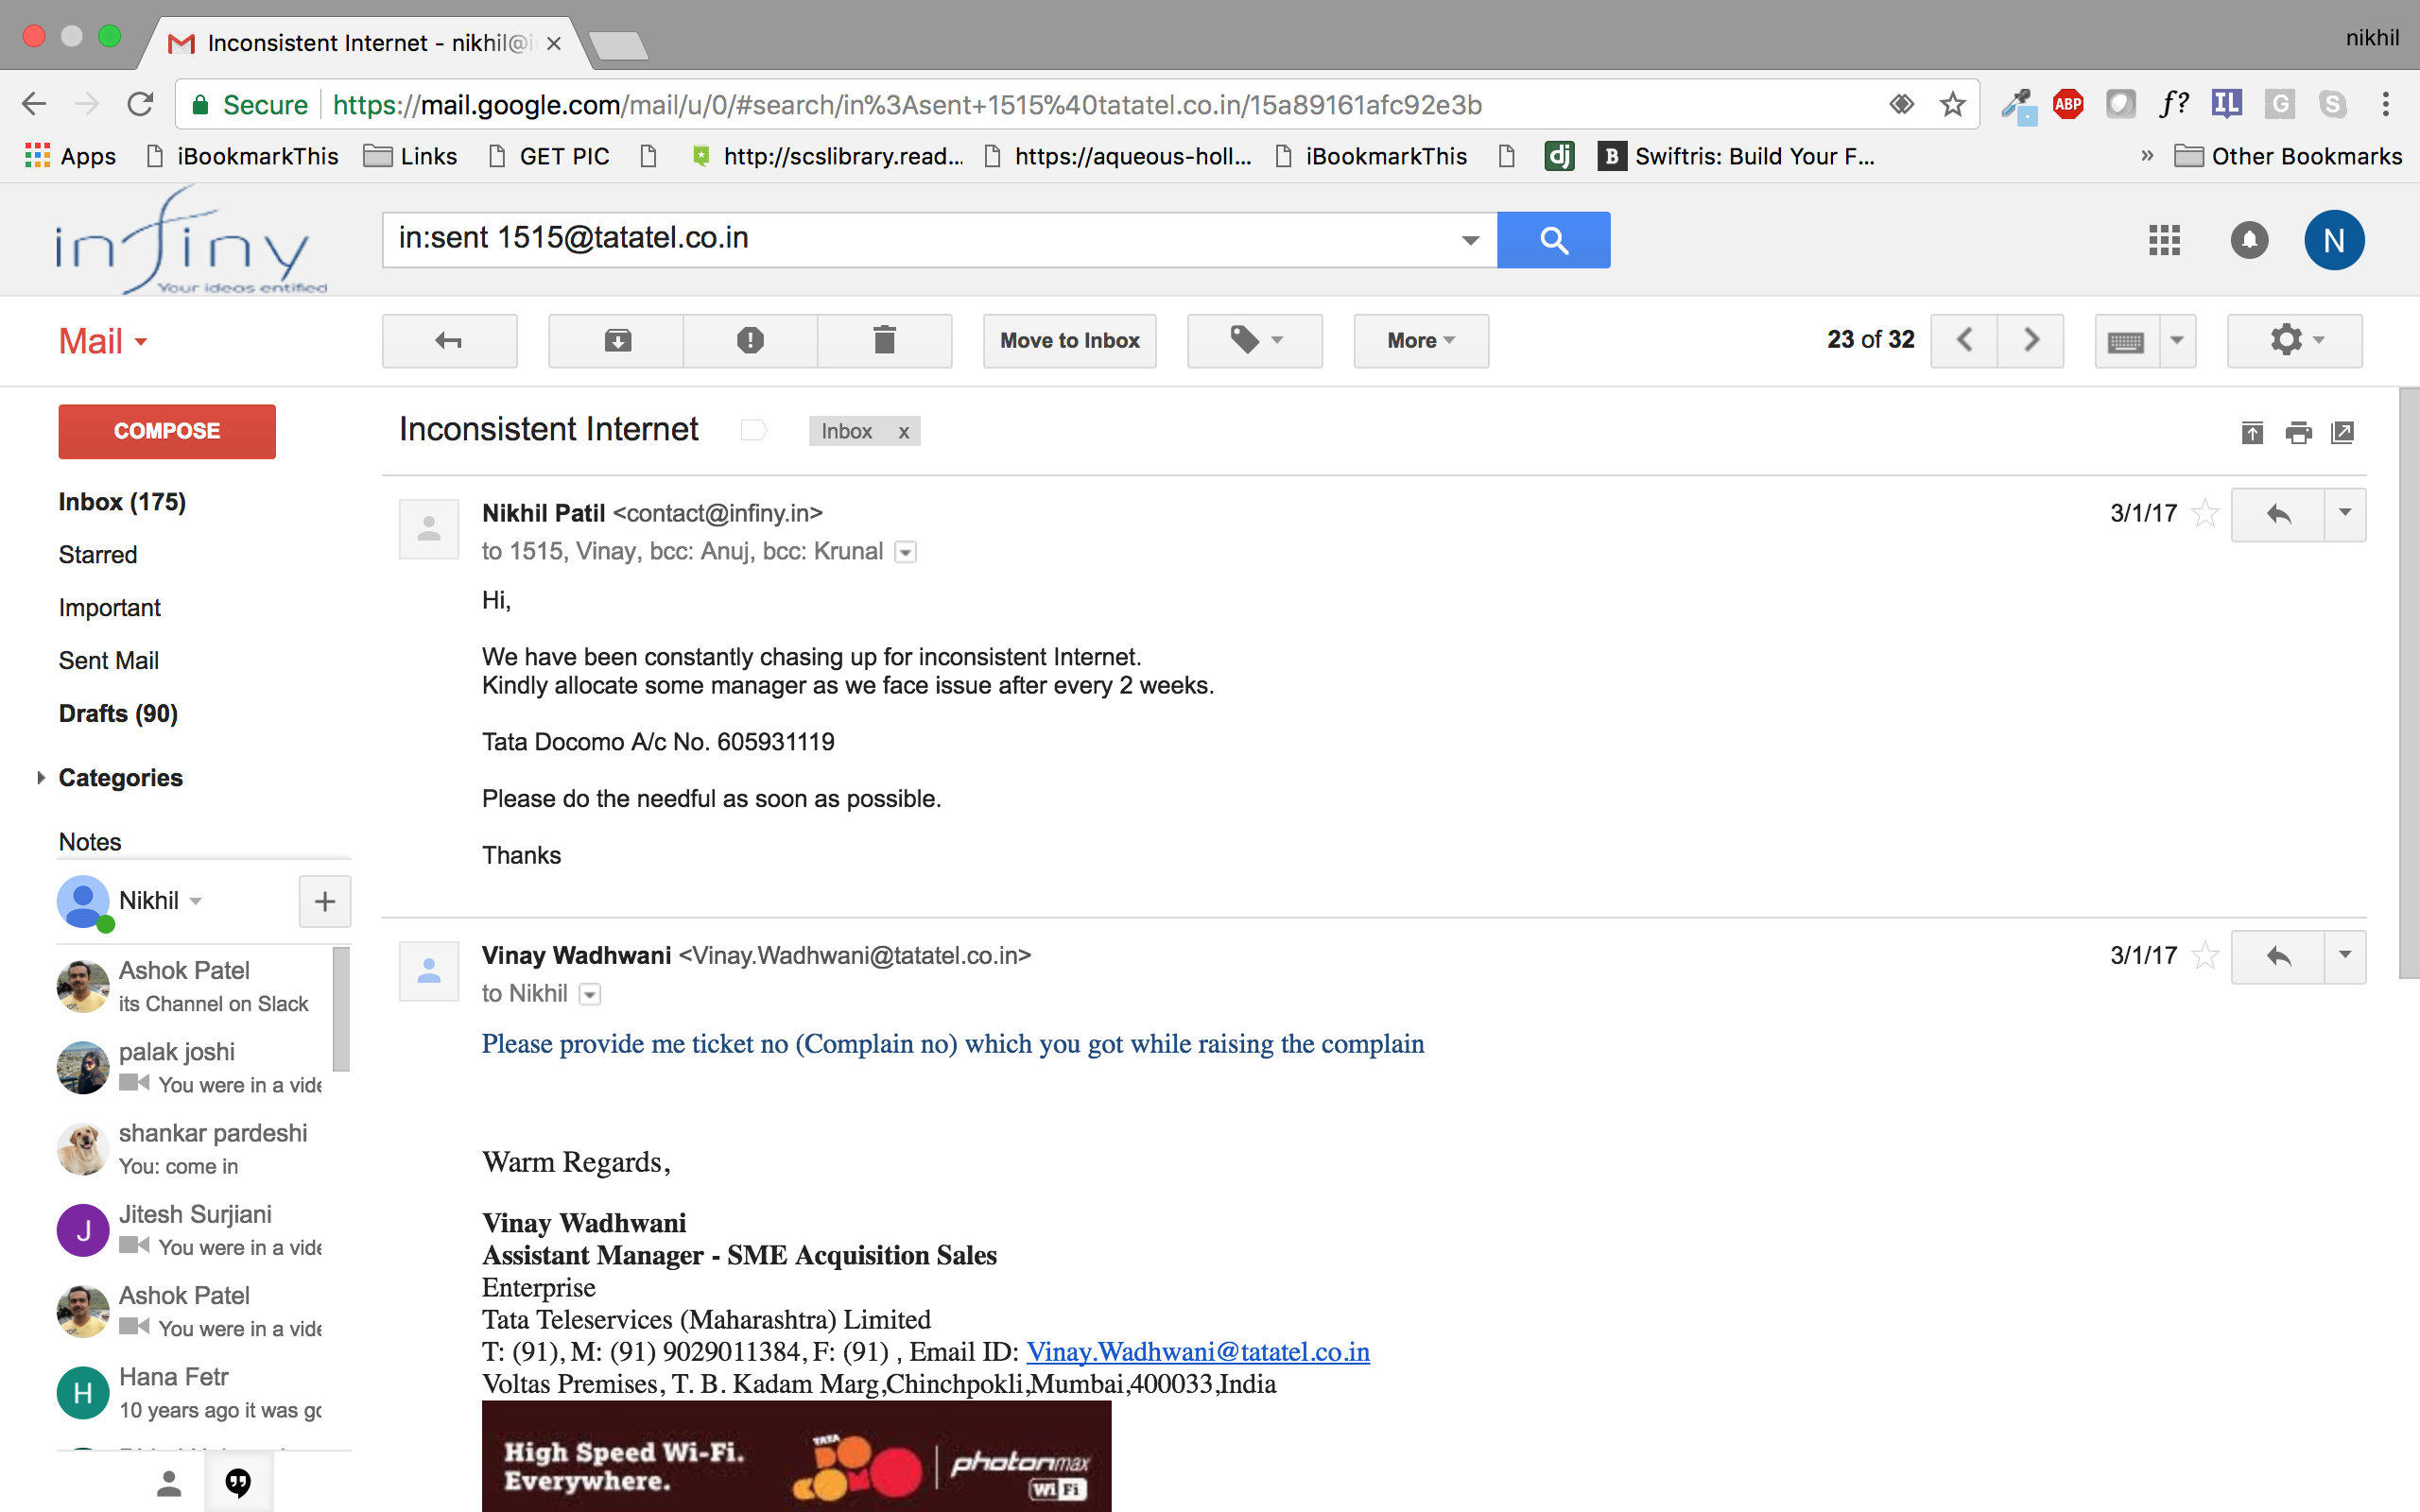 Inconsistent Internet - nikhil@i
nikhil
Secure https://mail.google.com/mail/u/0/#search/in%3Asent+1515%40tatatel.co.in/15a89161afc92e3b
ABP f? IL G S
Apps iBookmarkThis Links GET PIC http://scslibrary.read... https://aqueous-holl... iBookmarkThis dj B Swiftris: Build Your F... » Other Bookmarks
infiny
Your ideas entified
in:sent 1515@tatatel.co.in
N
Mail
Move to Inbox
More
23 of 32
COMPOSE
Inbox (175)
Starred
Important
Sent Mail
Drafts (90)
Categories
Notes
Nikhil
Ashok Patel
its Channel on Slack
palak joshi
You were in a vide
shankar pardeshi
You: come in
J
Jitesh Surjiani
You were in a vide
Ashok Patel
You were in a vide
H
Hana Fetr
10 years ago it was go
Inconsistent Internet
Inbox x
Nikhil Patil <contact@infiny.in>
3/1/17
to 1515, Vinay, bcc: Anuj, bcc: Krunal
Hi,
We have been constantly chasing up for inconsistent Internet.
Kindly allocate some manager as we face issue after every 2 weeks.
Tata Docomo A/c No. 605931119
Please do the needful as soon as possible.
Thanks
Vinay Wadhwani <Vinay.Wadhwani@tatatel.co.in>
3/1/17
to Nikhil
Please provide me ticket no (Complain no) which you got while raising the complain
Warm Regards,
Vinay Wadhwani
Assistant Manager - SME Acquisition Sales
Enterprise
Tata Teleservices (Maharashtra) Limited
T: (91), M: (91) 9029011384, F: (91) , Email ID: Vinay.Wadhwani@tatatel.co.in
Voltas Premises, T. B. Kadam Marg,Chinchpokli,Mumbai,400033,India
High Speed Wi-Fi.
Everywhere.
TATA
DOCOMO
photonmax
WiFi